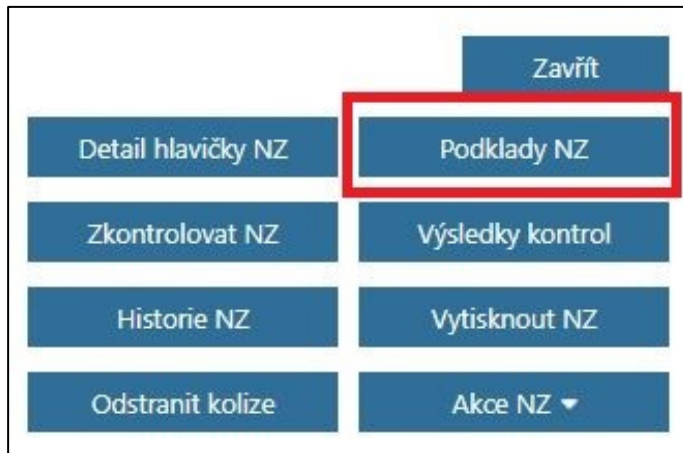 Zavřít
Detail hlavičky NZ
Podklady NZ
Zkontrolovat NZ
Výsledky kontrol
Historie NZ
Vytisknout NZ
Odstranit kolize
Akce NZ